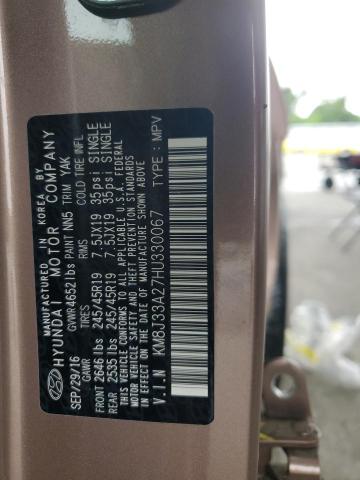 MANUFACTURED IN KOREA BY
HYUNDAI MOTOR COMPANY
SEP/29/16 GVWR 4652 lbs PAINT NN5 TRIM YAK
GAWR TIRES RIMS COLD TIRE INFL
FRONT 2646 lbs 245/45R19 7.5JX19 35psi SINGLE
REAR 2535 lbs 245/45R19 7.5JX19 35psi SINGLE
THIS VEHICLE CONFORMS TO ALL APPLICABLE U.S.A. FEDERAL
MOTOR VEHICLE SAFETY, BUMPER, AND THEFT PREVENTION
STANDARDS IN EFFECT ON THE DATE OF MANUFACTURE SHOWN ABOVE.
V.I.N KM8J33A27HU330067 TYPE : MPV